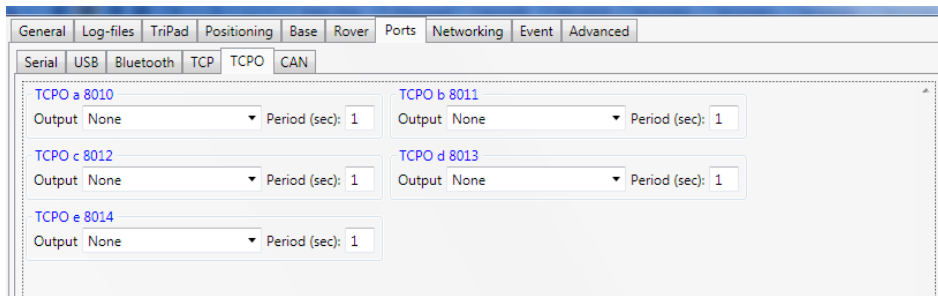 General Log-files TriPad Positioning Base Rover Ports Networking Event Advanced
Serial USB Bluetooth TCP TCPO CAN
TCPO a 8010 TCPO b 8011
Output None Period (sec): 1 Output None Period (sec): 1
TCPO c 8012 TCPO d 8013
Output None Period (sec): 1 Output None Period (sec): 1
TCPO e 8014
Output None Period (sec): 1